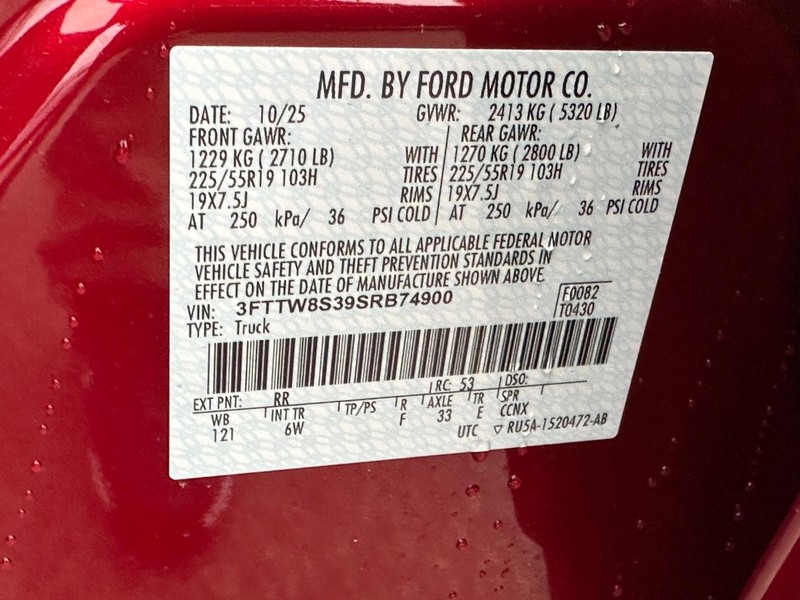 MFD. BY FORD MOTOR CO.
DATE: 10/25 GVWR: 2413 KG ( 5320 LB)
FRONT GAWR: REAR GAWR:
1229 KG ( 2710 LB) WITH 1270 KG ( 2800 LB) WITH
225/55R19 103H TIRES 225/55R19 103H TIRES
19X7.5J RIMS 19X7.5J RIMS
AT 250 kPa/ 36 PSI COLD AT 250 kPa/ 36 PSI COLD
THIS VEHICLE CONFORMS TO ALL APPLICABLE FEDERAL MOTOR
VEHICLE SAFETY AND THEFT PREVENTION STANDARDS IN
EFFECT ON THE DATE OF MANUFACTURE SHOWN ABOVE.
VIN: 3FTTW8S39SRB74900 F0082
TYPE: Truck T0430
EXT PNT: RR RC: 53 DSO:
WB INT TR TP/PS R AXLE TR SPR
121 6W F 33 E CCNX
UTC ▽ RU5A-1520472-AB